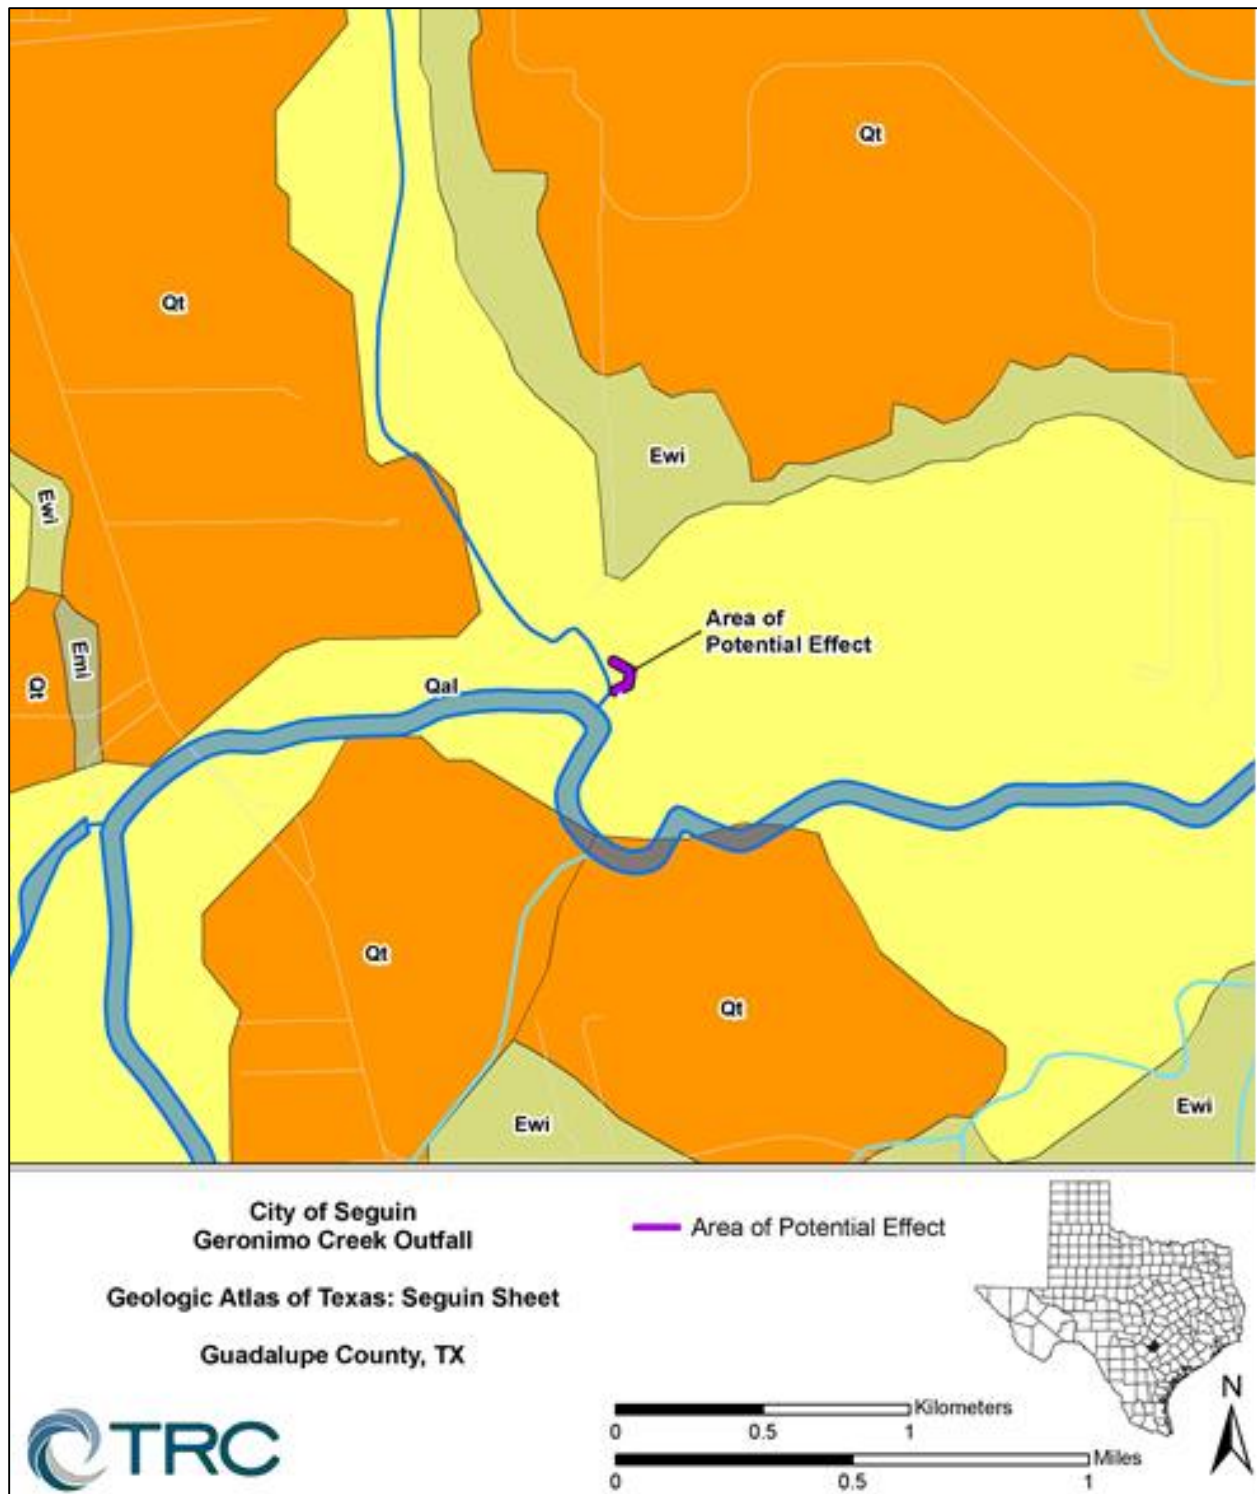 Qt
Qt
Ewi
Ewi
Area of
Potential Effect
Emi
Qt
Qal
Qt
Qt
Ewi
Ewi
City of Seguin
Geronimo Creek Outfall
Geologic Atlas of Texas: Seguin Sheet
Guadalupe County, TX
Area of Potential Effect
N
Kilometers
0 0.5 1
Miles
0 0.5 1
TRC